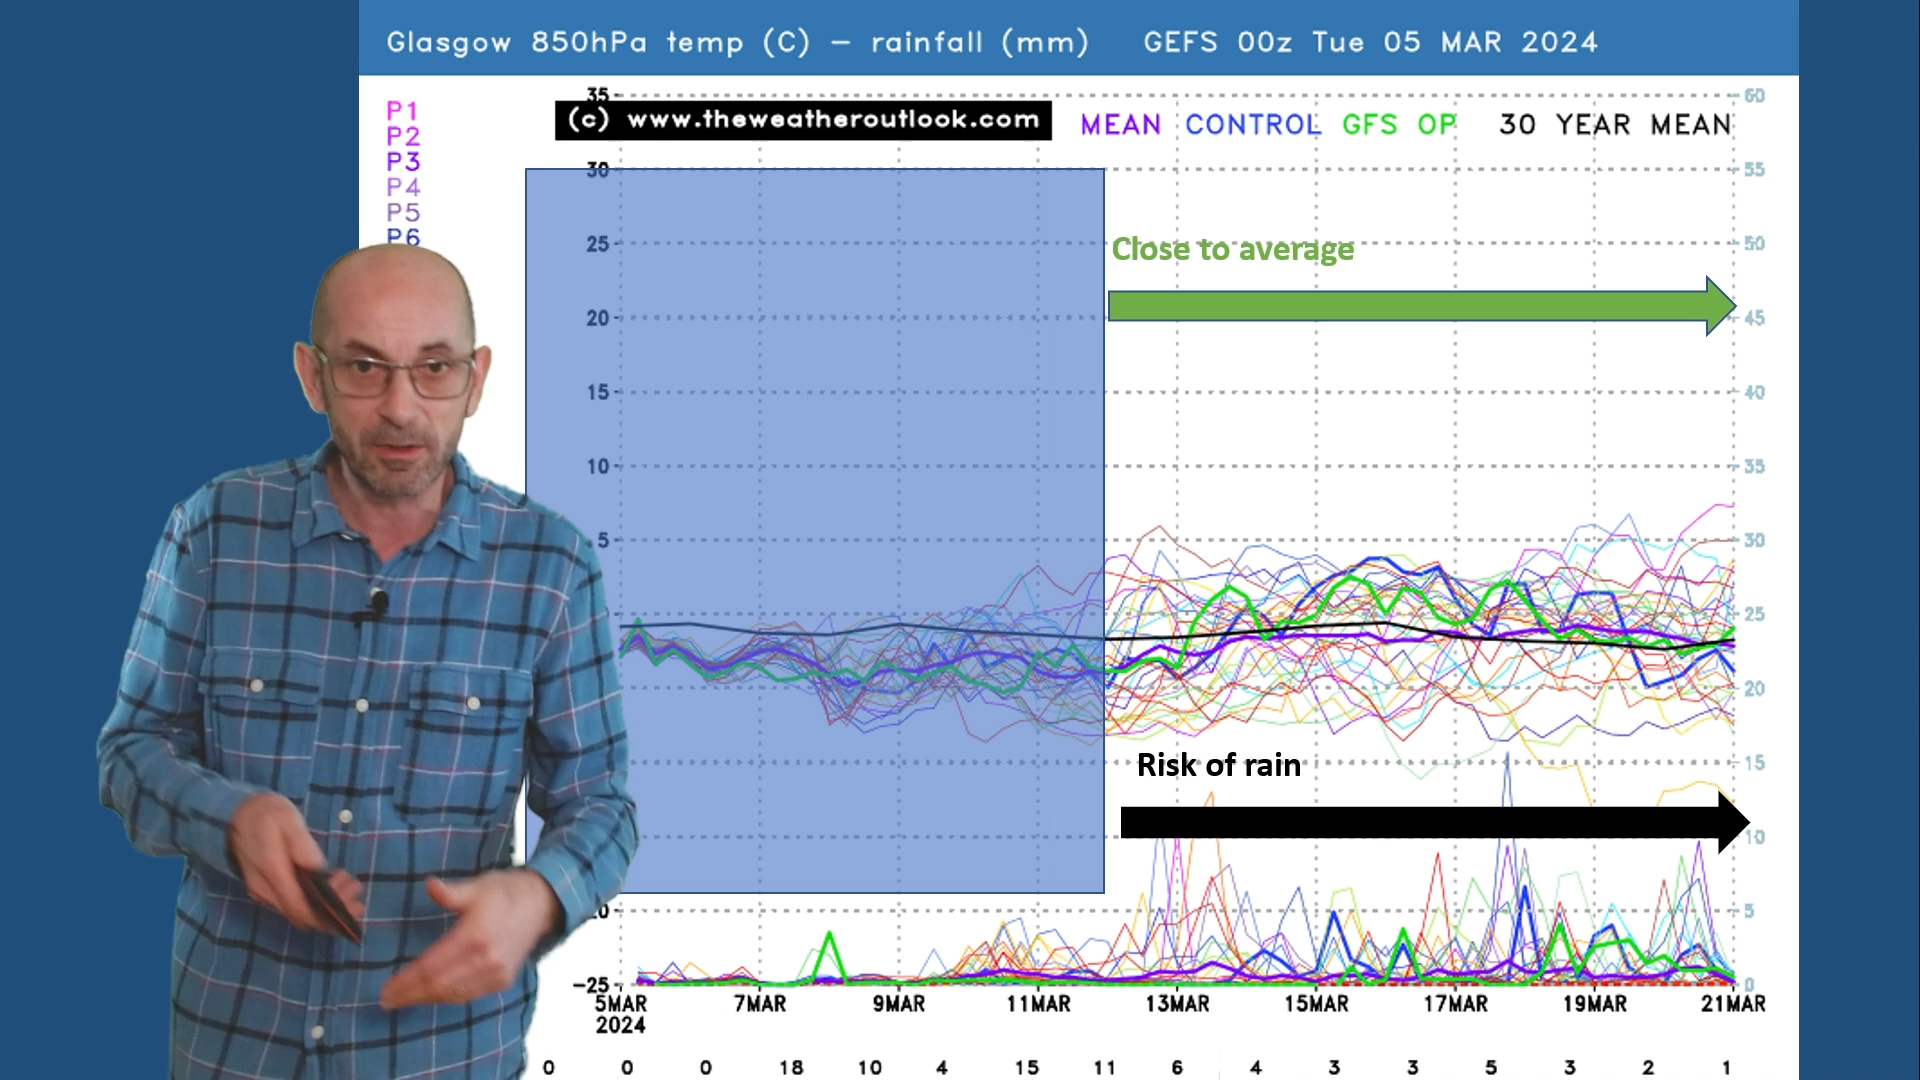 Glasgow 850hPa temp (C) – rainfall (mm) GEFS 00z Tue 05 MAR 2024
35
60
P1
(c) www.theweatheroutlook.com
MEAN CONTROL GFS OP 30 YEAR MEAN
P2
P3
30
55
P4
P5
P6
25
Close to average
50
20
45
15
40
10
35
5
30
25
20
Risk of rain
15
10
5
-25
0
5MAR 7MAR 9MAR 11MAR 13MAR 15MAR 17MAR 19MAR 21MAR
2024
0 0 0 18 10 4 15 11 6 4 3 3 5 3 2 1